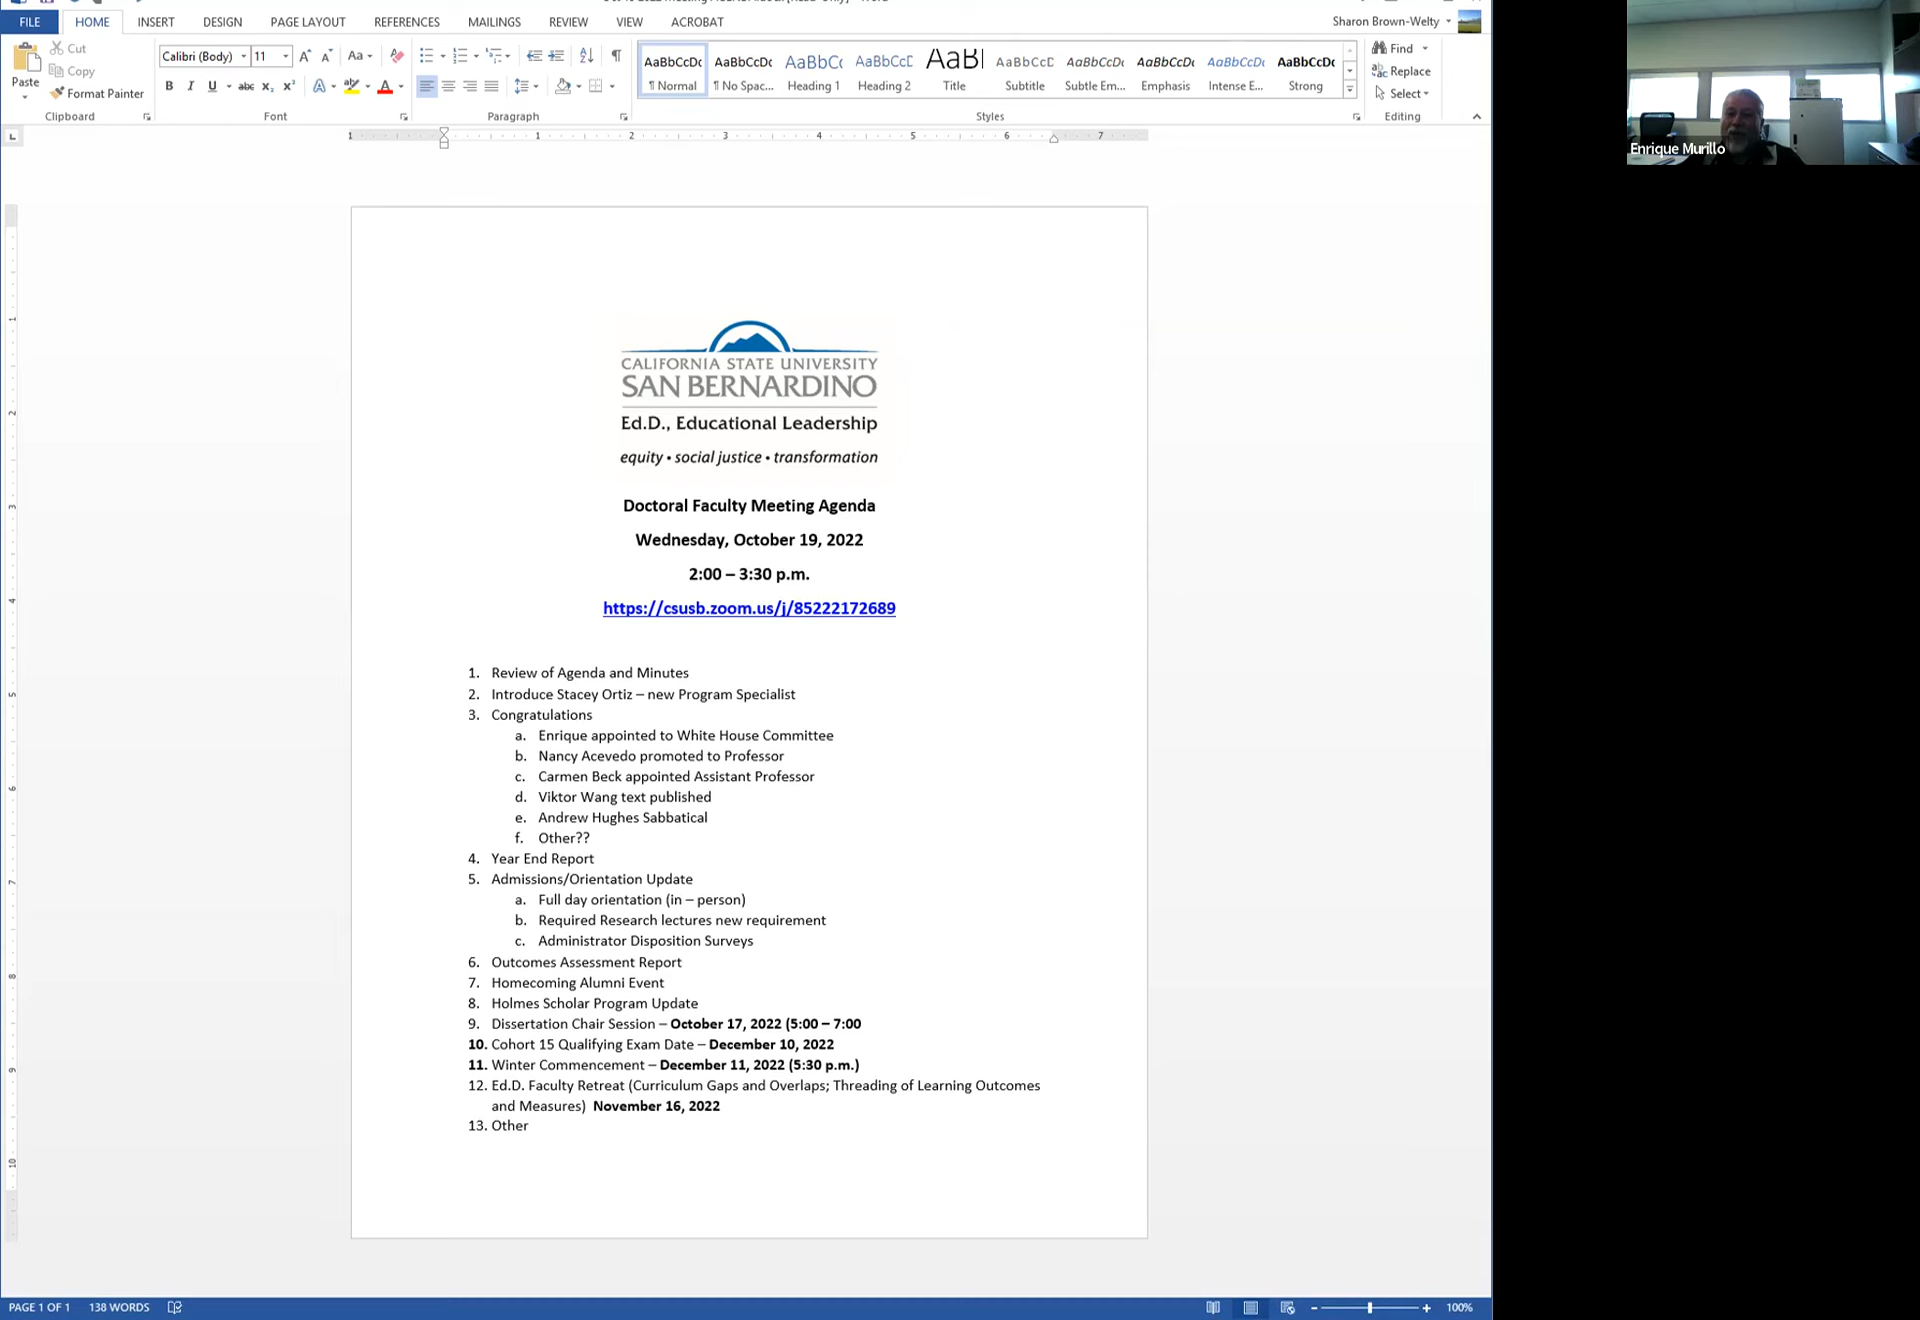 FILE HOME INSERT DESIGN PAGE LAYOUT REFERENCES MAILINGS REVIEW VIEW ACROBAT Sharon Brown-Welty
Paste
Cut
Copy
Format Painter
Clipboard
Calibri (Body) 11
Font
Paragraph
AaBbCcDc AaBbCcDc AaBbCc AaBbCcD AaBl AaBbCcD AaBbCcDc AaBbCcDc AaBbCcDc AaBbCcDc
¶ Normal ¶ No Spac... Heading 1 Heading 2 Title Subtitle Subtle Em... Emphasis Intense E... Strong
Styles
Find
Replace
Select
Editing
Enrique Murillo
CALIFORNIA STATE UNIVERSITY
SAN BERNARDINO
Ed.D., Educational Leadership
equity • social justice • transformation
Doctoral Faculty Meeting Agenda
Wednesday, October 19, 2022
2:00 – 3:30 p.m.
https://csusb.zoom.us/j/85222172689
1. Review of Agenda and Minutes
2. Introduce Stacey Ortiz – new Program Specialist
3. Congratulations
a. Enrique appointed to White House Committee
b. Nancy Acevedo promoted to Professor
c. Carmen Beck appointed Assistant Professor
d. Viktor Wang text published
e. Andrew Hughes Sabbatical
f. Other??
4. Year End Report
5. Admissions/Orientation Update
a. Full day orientation (in – person)
b. Required Research lectures new requirement
c. Administrator Disposition Surveys
6. Outcomes Assessment Report
7. Homecoming Alumni Event
8. Holmes Scholar Program Update
9. Dissertation Chair Session – October 17, 2022 (5:00 – 7:00
10. Cohort 15 Qualifying Exam Date – December 10, 2022
11. Winter Commencement – December 11, 2022 (5:30 p.m.)
12. Ed.D. Faculty Retreat (Curriculum Gaps and Overlaps; Threading of Learning Outcomes
and Measures) November 16, 2022
13. Other
PAGE 1 OF 1 138 WORDS 100%